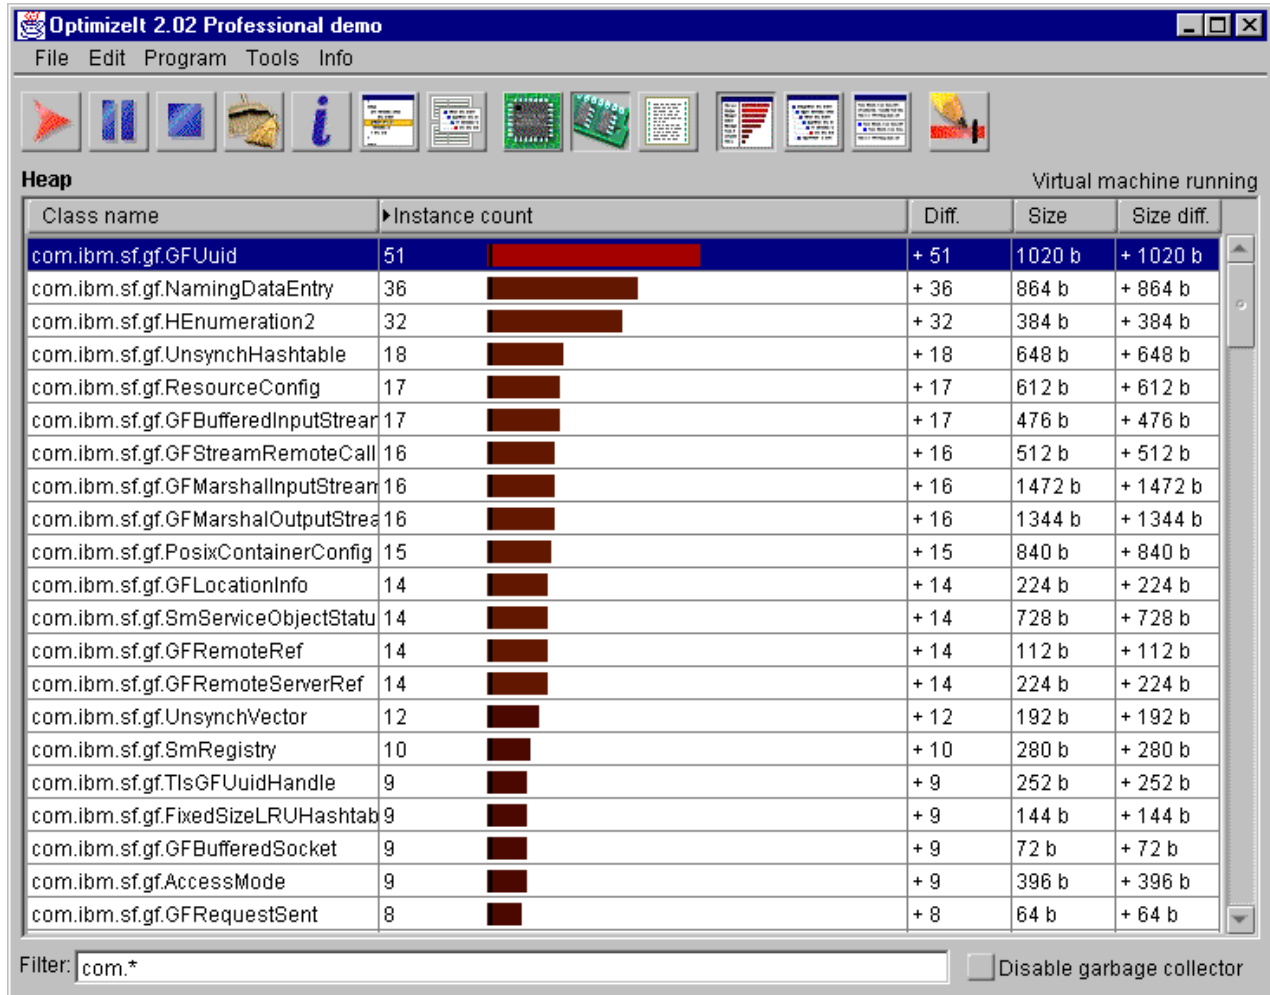 OptimizeIt 2.02 Professional demo
File Edit Program Tools Info
Heap Virtual machine running
Class name Instance count Diff. Size Size diff.
com.ibm.sf.gf.GFUuid 51 + 51 1020 b + 1020 b
com.ibm.sf.gf.NamingDataEntry 36 + 36 864 b + 864 b
com.ibm.sf.gf.HEnumeration2 32 + 32 384 b + 384 b
com.ibm.sf.gf.UnsynchHashtable 18 + 18 648 b + 648 b
com.ibm.sf.gf.ResourceConfig 17 + 17 612 b + 612 b
com.ibm.sf.gf.GFBufferedInputStrear 17 + 17 476 b + 476 b
com.ibm.sf.gf.GFStreamRemoteCall 16 + 16 512 b + 512 b
com.ibm.sf.gf.GFMarshalInputStream 16 + 16 1472 b + 1472 b
com.ibm.sf.gf.GFMarshalOutputStrea 16 + 16 1344 b + 1344 b
com.ibm.sf.gf.PosixContainerConfig 15 + 15 840 b + 840 b
com.ibm.sf.gf.GFLocationInfo 14 + 14 224 b + 224 b
com.ibm.sf.gf.SmServiceObjectStatu 14 + 14 728 b + 728 b
com.ibm.sf.gf.GFRemoteRef 14 + 14 112 b + 112 b
com.ibm.sf.gf.GFRemoteServerRef 14 + 14 224 b + 224 b
com.ibm.sf.gf.UnsynchVector 12 + 12 192 b + 192 b
com.ibm.sf.gf.SmRegistry 10 + 10 280 b + 280 b
com.ibm.sf.gf.TlsGFUuidHandle 9 + 9 252 b + 252 b
com.ibm.sf.gf.FixedSizeLRUHashtab 9 + 9 144 b + 144 b
com.ibm.sf.gf.GFBufferedSocket 9 + 9 72 b + 72 b
com.ibm.sf.gf.AccessMode 9 + 9 396 b + 396 b
com.ibm.sf.gf.GFRequestSent 8 + 8 64 b + 64 b
Filter: com.* Disable garbage collector